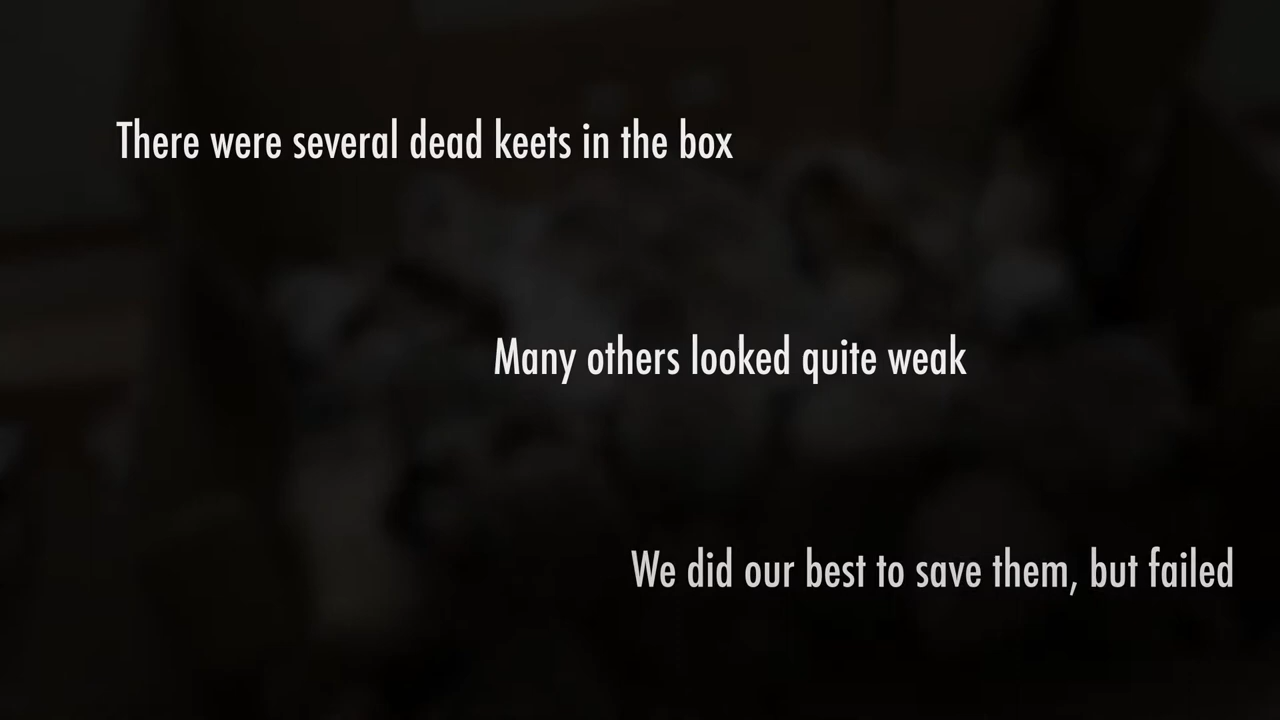 There were several dead keets in the box
Many others looked quite weak
We did our best to save them, but failed